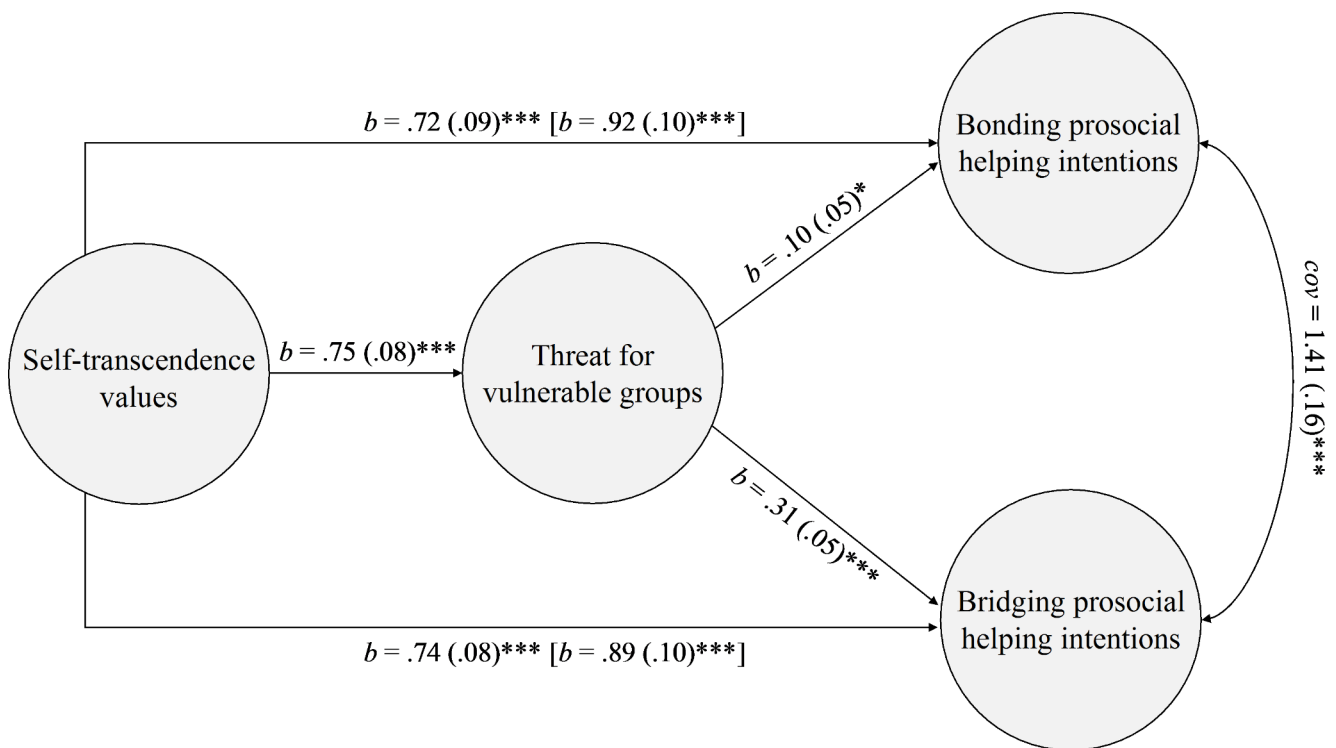 b = .72 (.09)*** [b = .92 (.10)***]
Bonding prosocial
helping intentions
b = .10 (.05)*
Self-transcendence
values
b = .75 (.08)***
Threat for
vulnerable groups
cov = 1.41 (.16)***
b = .31 (.05)***
Bridging prosocial
helping intentions
b = .74 (.08)*** [b = .89 (.10)***]